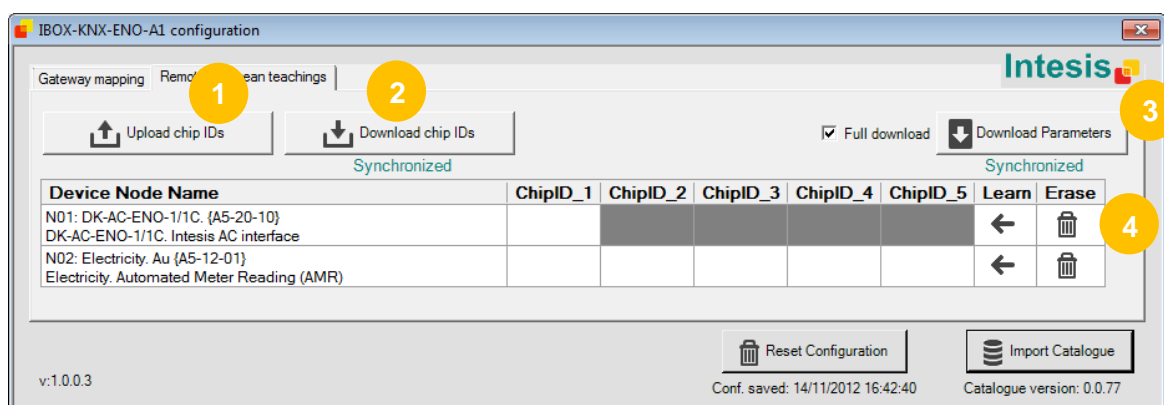 IBOX-KNX-ENO-A1 configuration
Intesis
Gateway mapping
ean teachings
1
2
3
Upload chip IDs
Download chip IDs
Full download
Download Parameters
Synchronized
Synchronized
Device Node Name ChipID_1 ChipID_2 ChipID_3 ChipID_4 ChipID_5 Learn Erase
N01: DK-AC-ENO-1/1C. {A5-20-10}
DK-AC-ENO-1/1C. Intesis AC interface
4
N02: Electricity. Au {A5-12-01}
Electricity. Automated Meter Reading (AMR)
Reset Configuration
Import Catalogue
v:1.0.0.3
Conf. saved: 14/11/2012 16:42:40
Catalogue version: 0.0.77